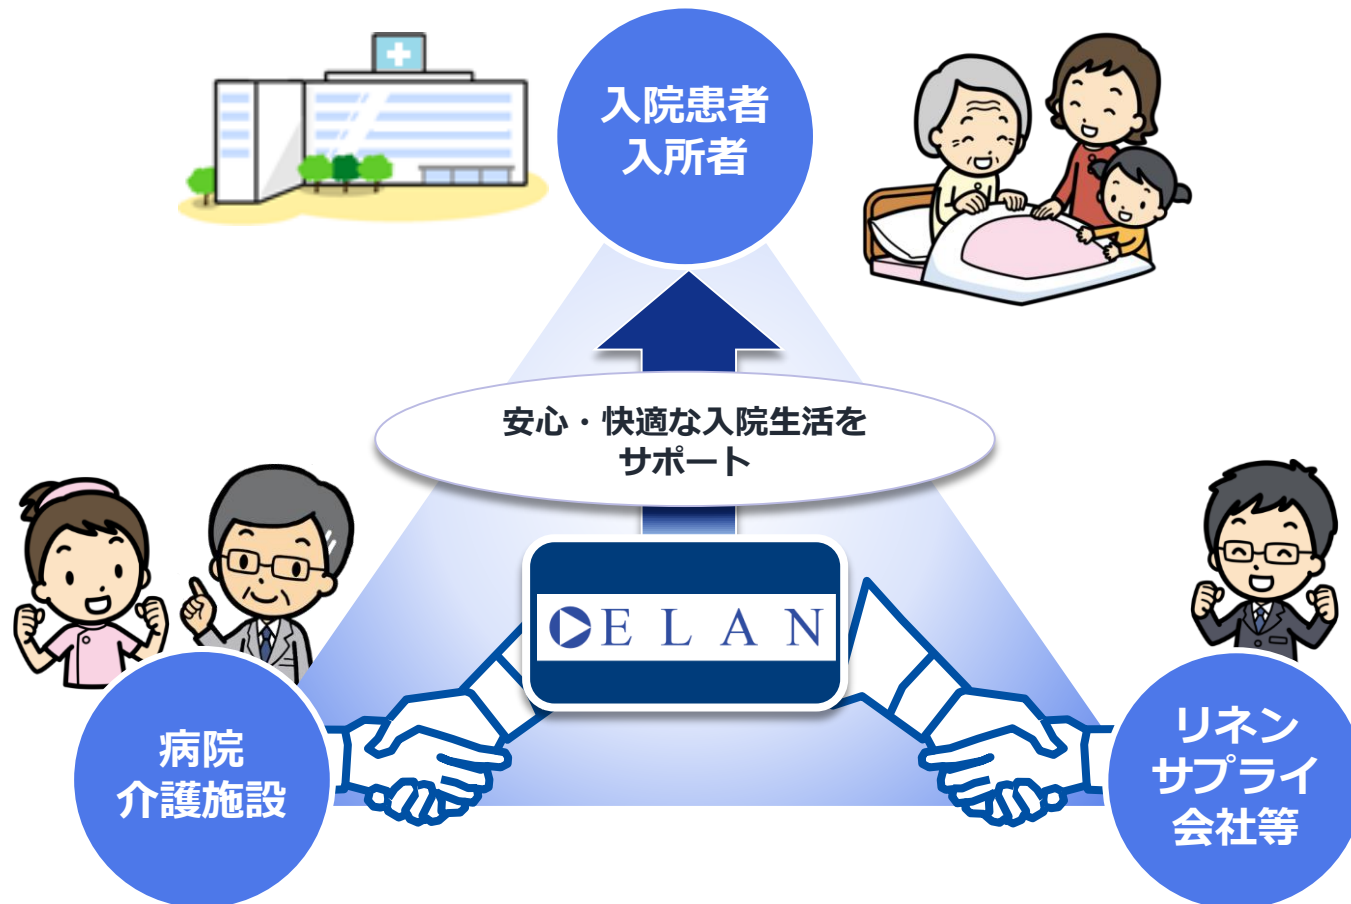 入院患者
入所者
安心・快適な入院生活を
サポート
ELAN
病院
介護施設
リネン
サプライ
会社等